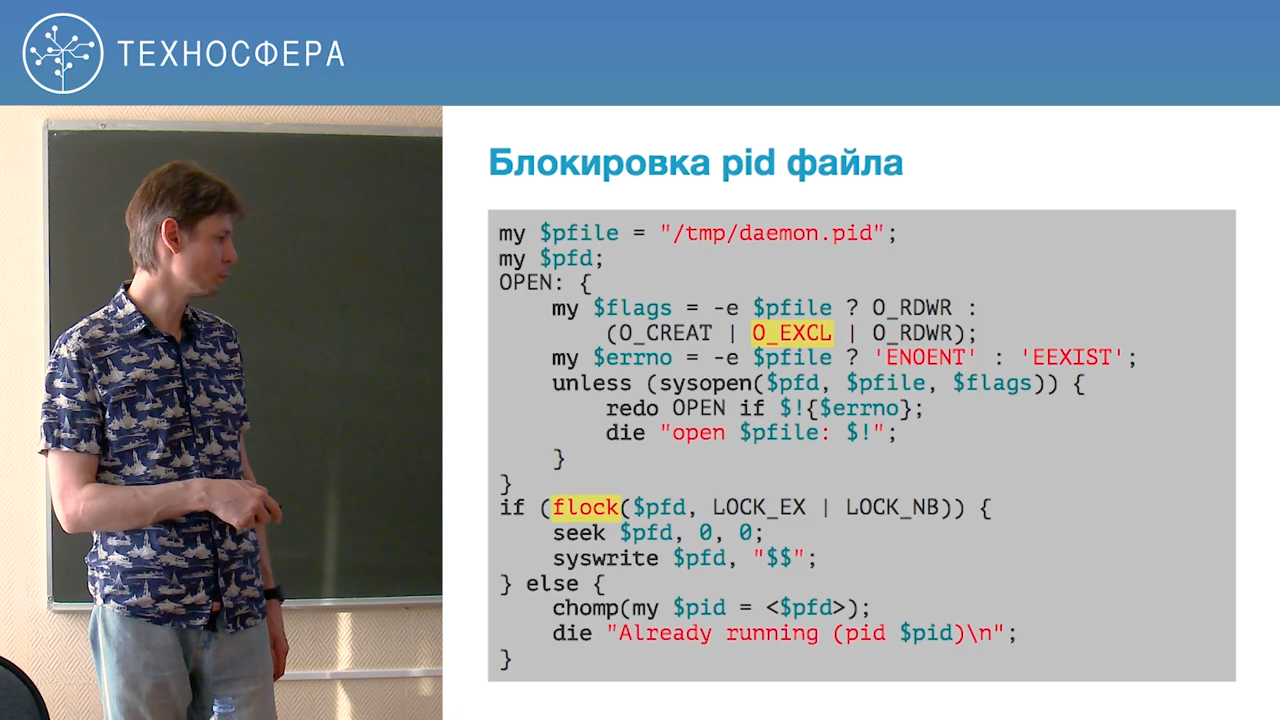 ТЕХНОСФЕРА
Блокировка pid файла
my $pfile = "/tmp/daemon.pid";
my $pfd;
OPEN: {
    my $flags = -e $pfile ? O_RDWR :
        (O_CREAT | O_EXCL | O_RDWR);
    my $errno = -e $pfile ? 'ENOENT' : 'EEXIST';
    unless (sysopen($pfd, $pfile, $flags)) {
        redo OPEN if $!{$errno};
        die "open $pfile: $!";
    }
}
if (flock($pfd, LOCK_EX | LOCK_NB)) {
    seek $pfd, 0, 0;
    syswrite $pfd, "$$";
} else {
    chomp(my $pid = <$pfd>);
    die "Already running (pid $pid)\n";
}